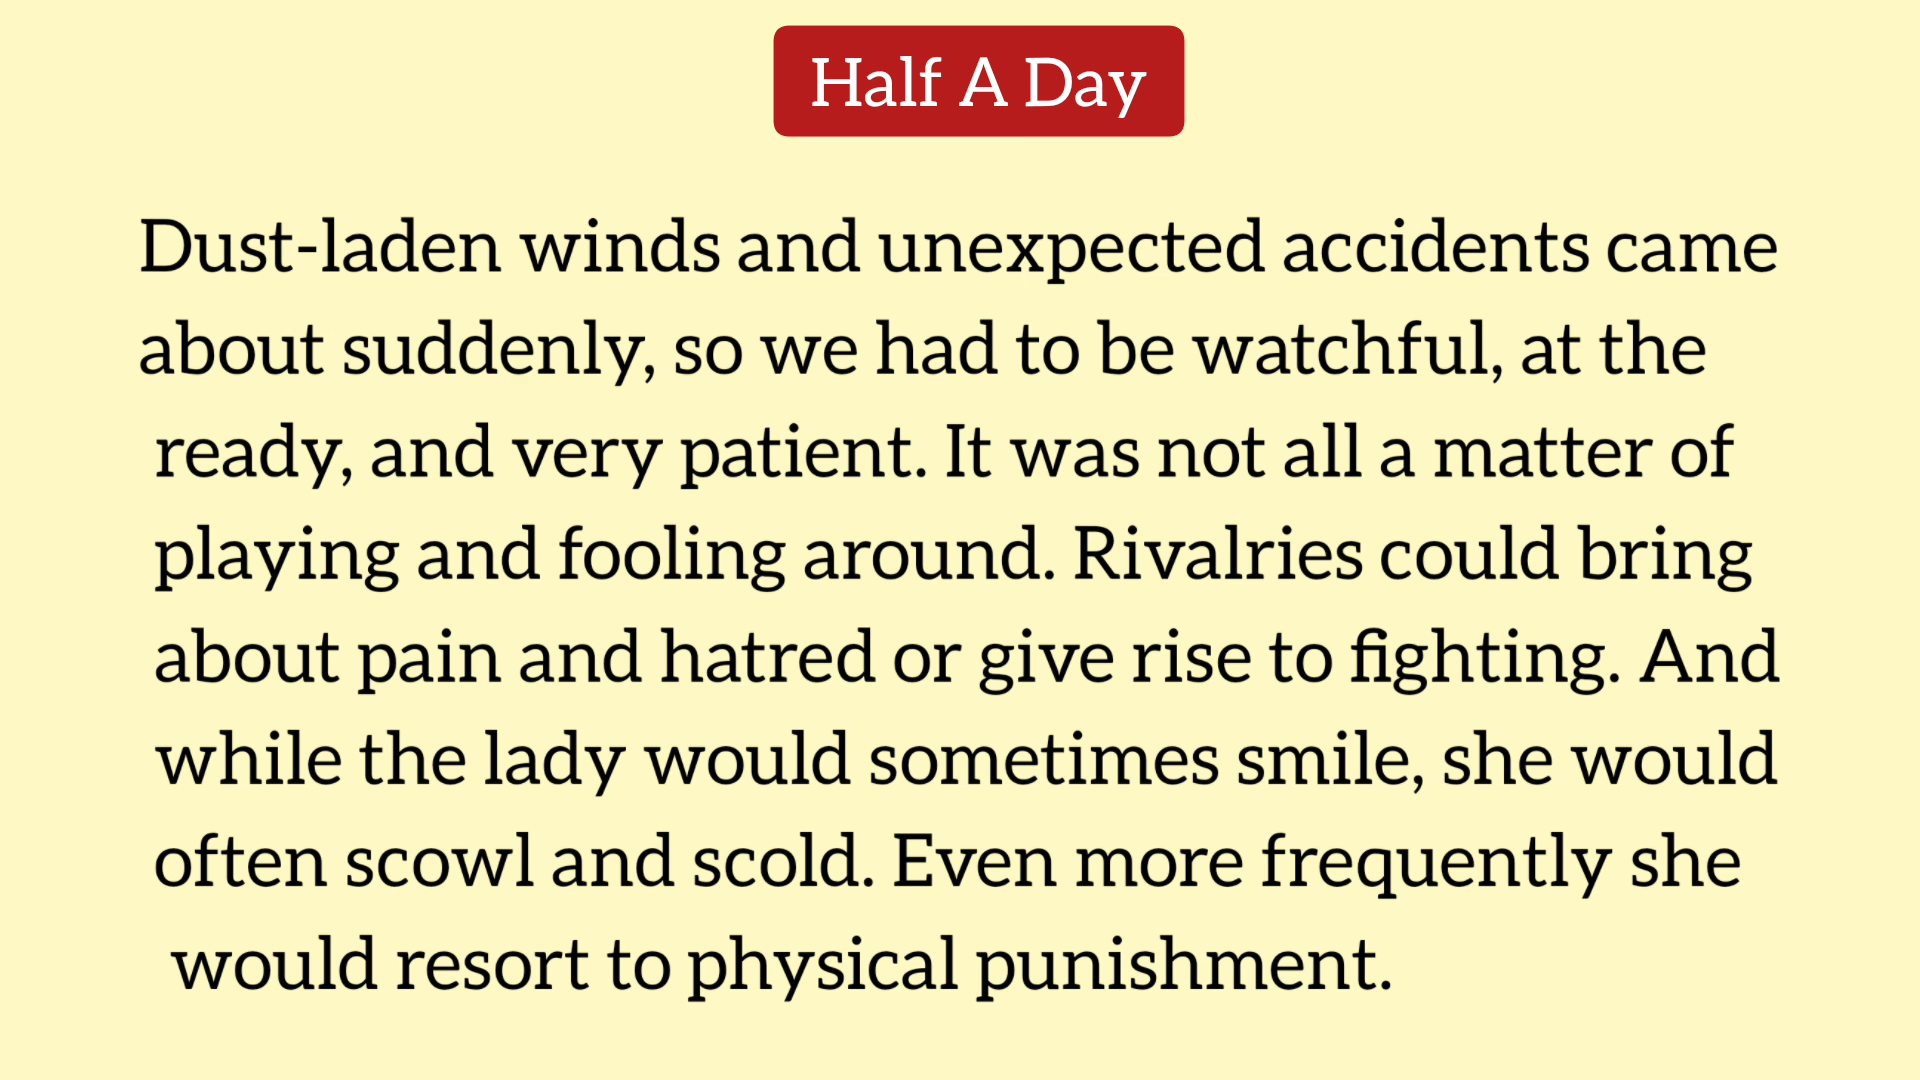 Half A Day
Dust-laden winds and unexpected accidents came
about suddenly, so we had to be watchful, at the
ready, and very patient. It was not all a matter of
playing and fooling around. Rivalries could bring
about pain and hatred or give rise to fighting. And
while the lady would sometimes smile, she would
often scowl and scold. Even more frequently she
would resort to physical punishment.